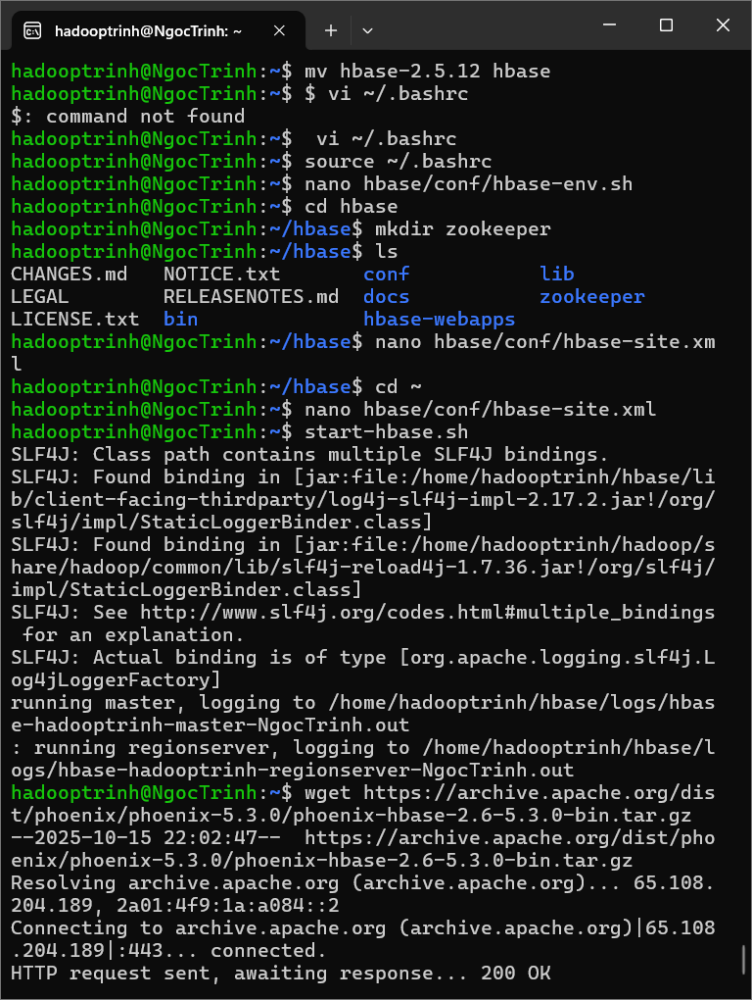 hadooptrinh@NgocTrinh: ~
hadooptrinh@NgocTrinh:~$ mv hbase-2.5.12 hbase
hadooptrinh@NgocTrinh:~$ $ vi ~/.bashrc
$: command not found
hadooptrinh@NgocTrinh:~$  vi ~/.bashrc
hadooptrinh@NgocTrinh:~$ source ~/.bashrc
hadooptrinh@NgocTrinh:~$ nano hbase/conf/hbase-env.sh
hadooptrinh@NgocTrinh:~$ cd hbase
hadooptrinh@NgocTrinh:~/hbase$ mkdir zookeeper
hadooptrinh@NgocTrinh:~/hbase$ ls
CHANGES.md   NOTICE.txt       conf           lib
LEGAL        RELEASENOTES.md  docs           zookeeper
LICENSE.txt  bin              hbase-webapps
hadooptrinh@NgocTrinh:~/hbase$ nano hbase/conf/hbase-site.xm
l
hadooptrinh@NgocTrinh:~/hbase$ cd ~
hadooptrinh@NgocTrinh:~$ nano hbase/conf/hbase-site.xml
hadooptrinh@NgocTrinh:~$ start-hbase.sh
SLF4J: Class path contains multiple SLF4J bindings.
SLF4J: Found binding in [jar:file:/home/hadooptrinh/hbase/li
b/client-facing-thirdparty/log4j-slf4j-impl-2.17.2.jar!/org/
slf4j/impl/StaticLoggerBinder.class]
SLF4J: Found binding in [jar:file:/home/hadooptrinh/hadoop/s
hare/hadoop/common/lib/slf4j-reload4j-1.7.36.jar!/org/slf4j/
impl/StaticLoggerBinder.class]
SLF4J: See http://www.slf4j.org/codes.html#multiple_bindings
 for an explanation.
SLF4J: Actual binding is of type [org.apache.logging.slf4j.L
og4jLoggerFactory]
running master, logging to /home/hadooptrinh/hbase/logs/hbas
e-hadooptrinh-master-NgocTrinh.out
: running regionserver, logging to /home/hadooptrinh/hbase/l
ogs/hbase-hadooptrinh-regionserver-NgocTrinh.out
hadooptrinh@NgocTrinh:~$ wget https://archive.apache.org/dis
t/phoenix/phoenix-5.3.0/phoenix-hbase-2.6-5.3.0-bin.tar.gz
--2025-10-15 22:02:47--  https://archive.apache.org/dist/pho
enix/phoenix-5.3.0/phoenix-hbase-2.6-5.3.0-bin.tar.gz
Resolving archive.apache.org (archive.apache.org)... 65.108.
204.189, 2a01:4f9:1a:a084::2
Connecting to archive.apache.org (archive.apache.org)|65.108
.204.189|:443... connected.
HTTP request sent, awaiting response... 200 OK